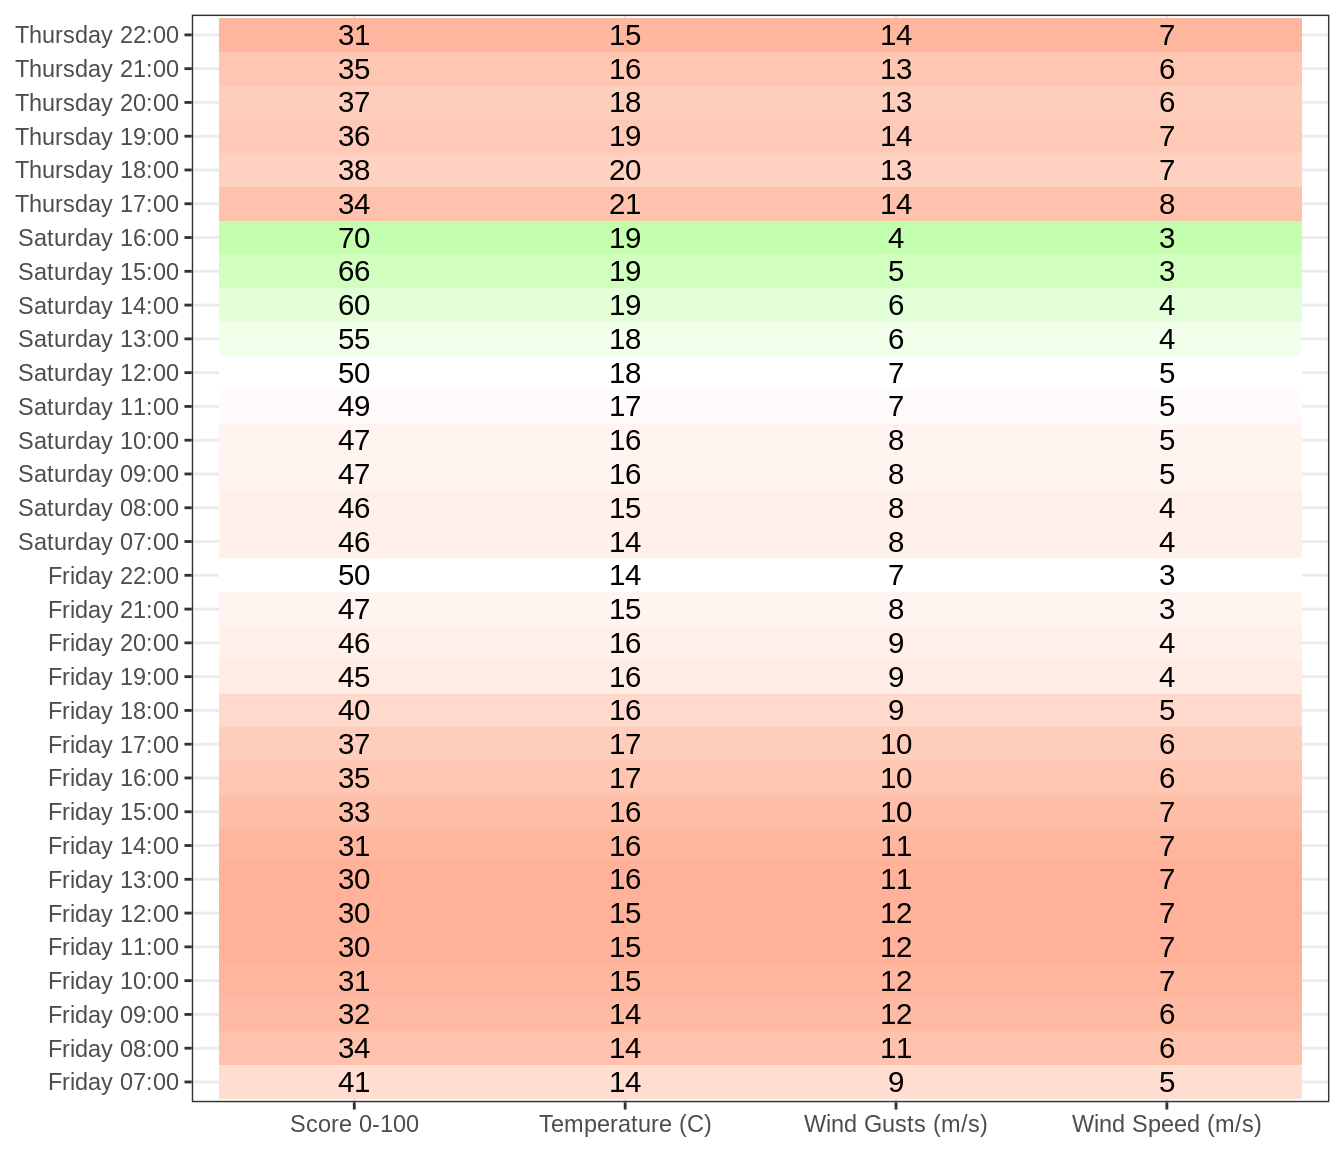 Thursday 22:00 31 15 14 7
Thursday 21:00 35 16 13 6
Thursday 20:00 37 18 13 6
Thursday 19:00 36 19 14 7
Thursday 18:00 38 20 13 7
Thursday 17:00 34 21 14 8
Saturday 16:00 70 19 4 3
Saturday 15:00 66 19 5 3
Saturday 14:00 60 19 6 4
Saturday 13:00 55 18 6 4
Saturday 12:00 50 18 7 5
Saturday 11:00 49 17 7 5
Saturday 10:00 47 16 8 5
Saturday 09:00 47 16 8 5
Saturday 08:00 46 15 8 4
Saturday 07:00 46 14 8 4
Friday 22:00 50 14 7 3
Friday 21:00 47 15 8 3
Friday 20:00 46 16 9 4
Friday 19:00 45 16 9 4
Friday 18:00 40 16 9 5
Friday 17:00 37 17 10 6
Friday 16:00 35 17 10 6
Friday 15:00 33 16 10 7
Friday 14:00 31 16 11 7
Friday 13:00 30 16 11 7
Friday 12:00 30 15 12 7
Friday 11:00 30 15 12 7
Friday 10:00 31 15 12 7
Friday 09:00 32 14 12 6
Friday 08:00 34 14 11 6
Friday 07:00 41 14 9 5
Score 0-100 Temperature (C) Wind Gusts (m/s) Wind Speed (m/s)